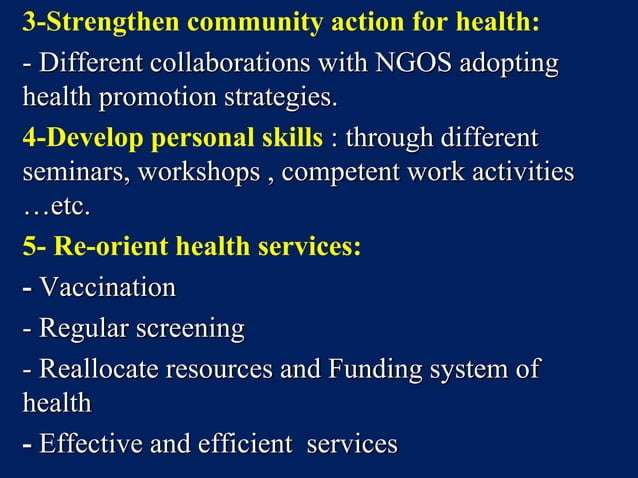 3-Strengthen community action for health:
- Different collaborations with NGOS adopting
health promotion strategies.
4-Develop personal skills : through different
seminars, workshops , competent work activities
…etc.
5- Re-orient health services:
- Vaccination
- Regular screening
- Reallocate resources and Funding system of
health
- Effective and efficient  services